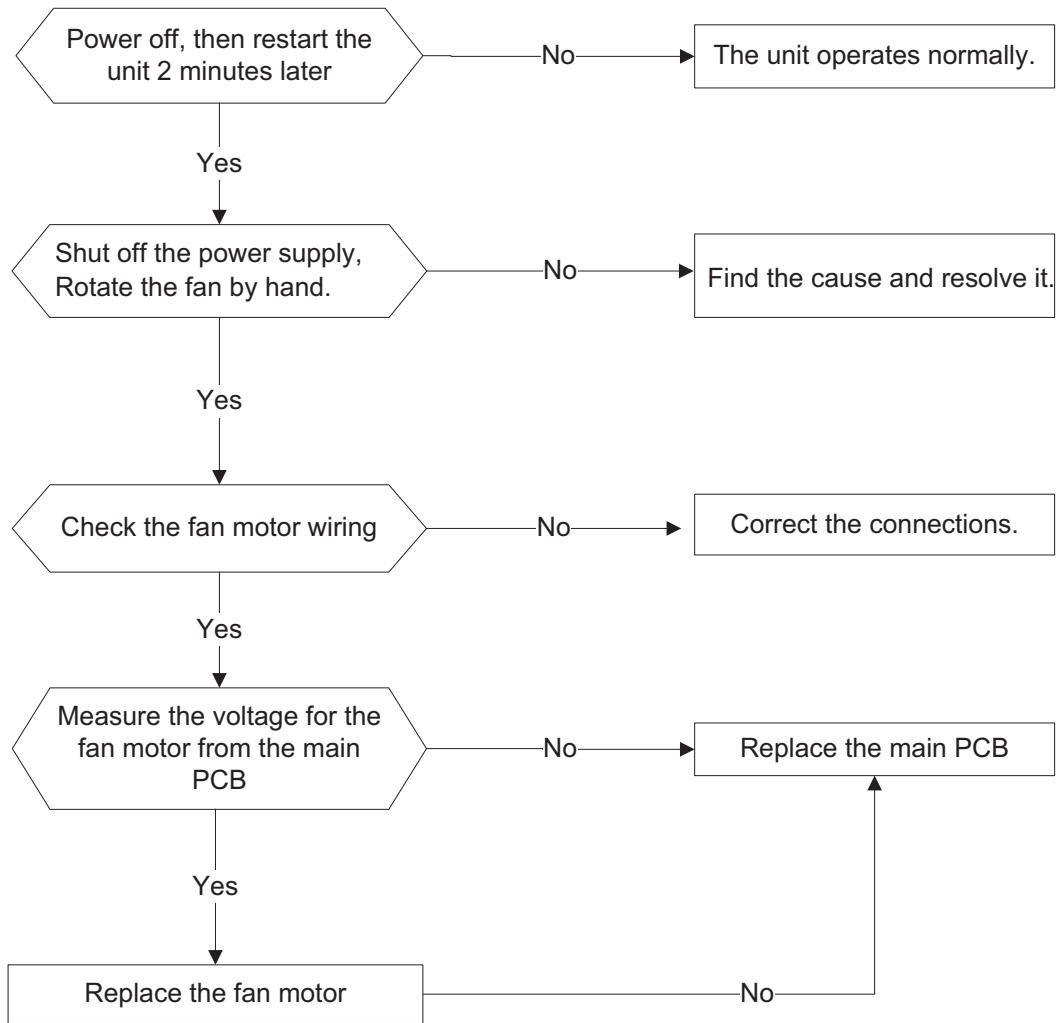 Power off, then restart the
unit 2 minutes later
No
The unit operates normally.
Yes
Shut off the power supply,
Rotate the fan by hand.
No
Find the cause and resolve it.
Yes
Check the fan motor wiring
No
Correct the connections.
Yes
Measure the voltage for the
fan motor from the main
PCB
No
Replace the main PCB
Yes
Replace the fan motor
No